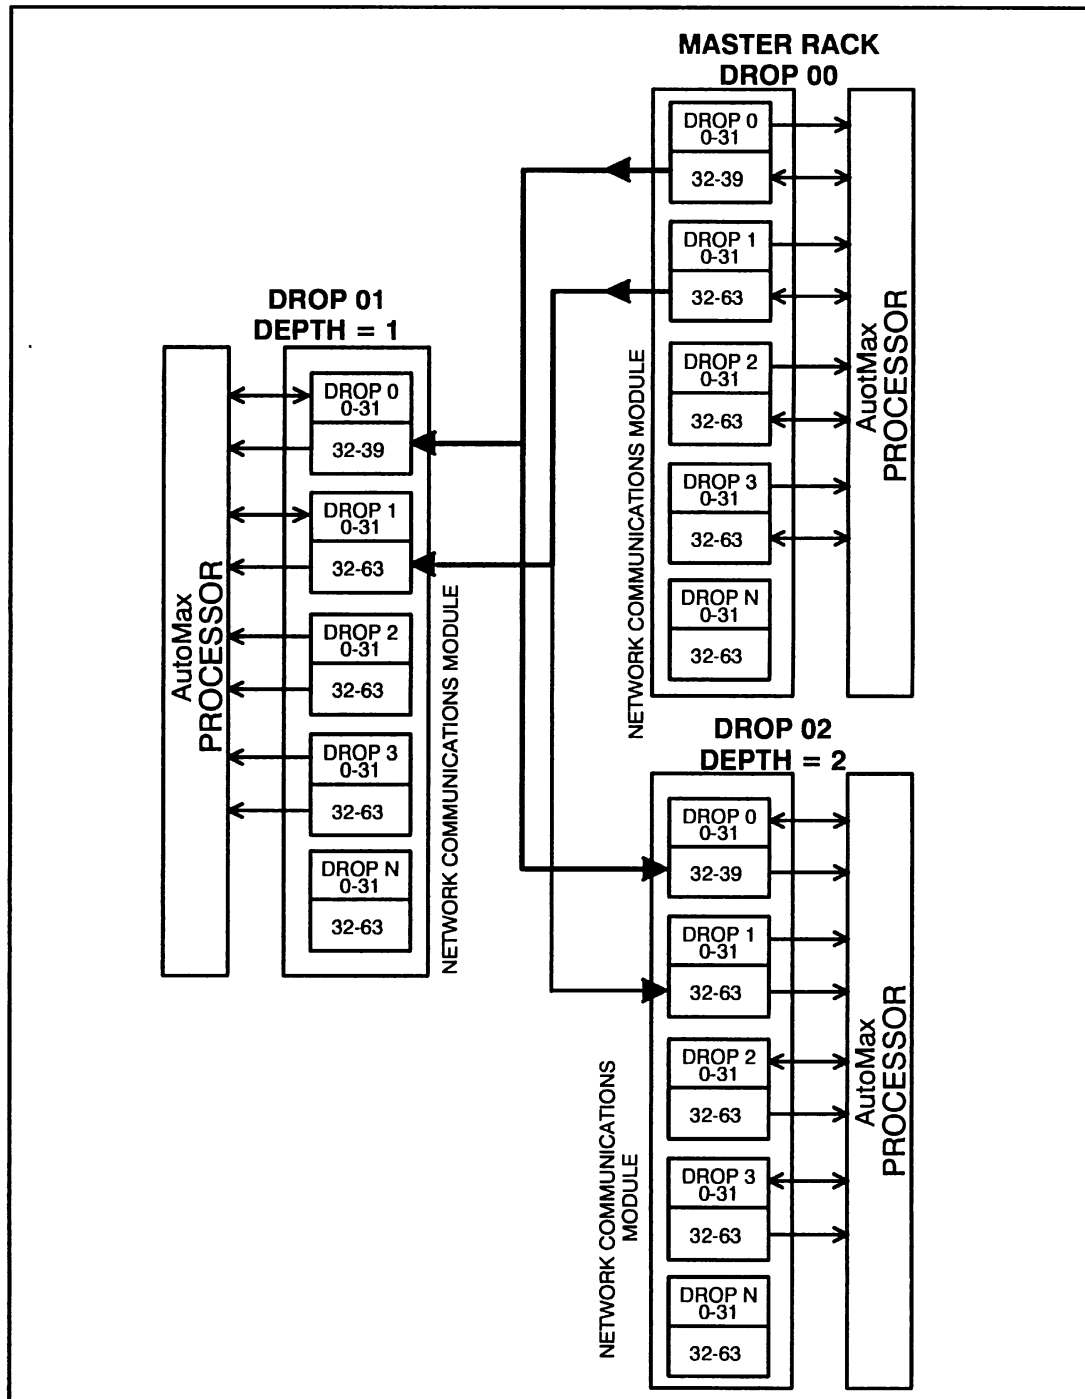 MASTER RACK
DROP 00
DROP 0
0-31
32-39
DROP 1
0-31
32-63
DROP 2
0-31
32-63
DROP 3
0-31
32-63
DROP N
0-31
32-63
NETWORK COMMUNICATIONS MODULE
AuotMax
PROCESSOR
DROP 01
DEPTH = 1
AutoMax
PROCESSOR
DROP 0
0-31
32-39
DROP 1
0-31
32-63
DROP 2
0-31
32-63
DROP 3
0-31
32-63
DROP N
0-31
32-63
NETWORK COMMUNICATIONS MODULE
DROP 02
DEPTH = 2
DROP 0
0-31
32-39
DROP 1
0-31
32-63
DROP 2
0-31
32-63
DROP 3
0-31
32-63
DROP N
0-31
32-63
NETWORK COMMUNICATIONS
MODULE
AutoMax
PROCESSOR